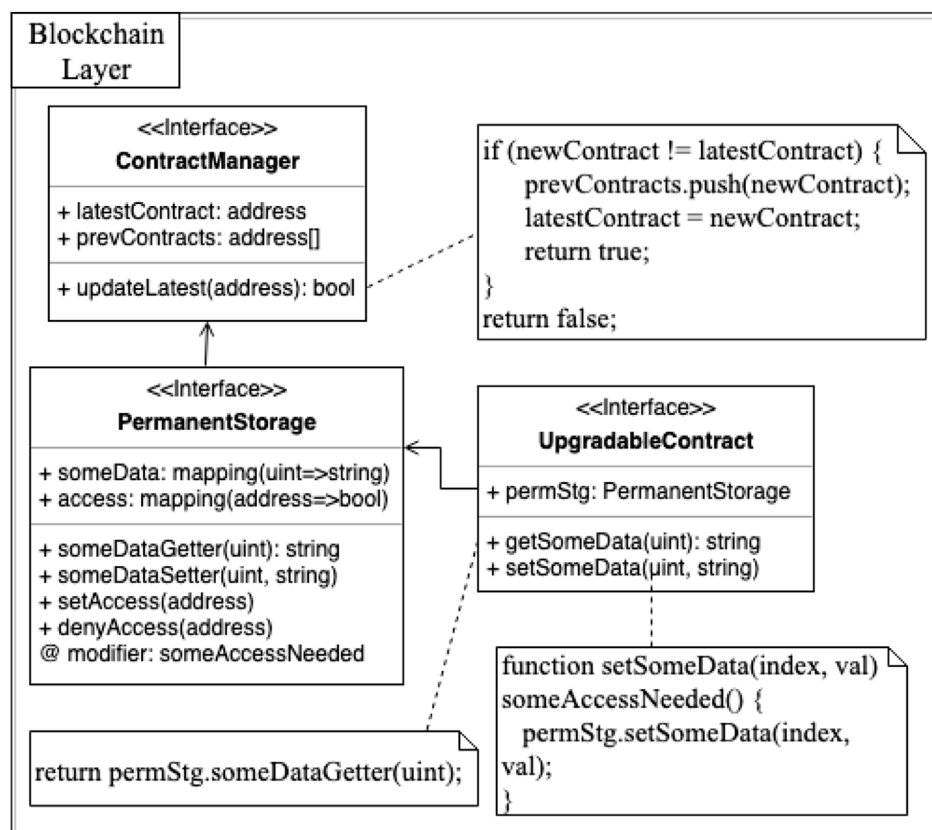 Blockchain
Layer
<<Interface>>
ContractManager
+ latestContract: address
+ prevContracts: address[]
+ updateLatest(address): bool
if (newContract != latestContract) {
prevContracts.push(newContract);
latestContract = newContract;
return true;
}
return false;
<<Interface>>
PermanentStorage
+ someData: mapping(uint=>string)
+ access: mapping(address=>bool)
+ someDataGetter(uint): string
+ someDataSetter(uint, string)
+ setAccess(address)
+ denyAccess(address)
@ modifier: someAccessNeeded
<<Interface>>
UpgradableContract
+ permStg: PermanentStorage
+ getSomeData(uint): string
+ setSomeData(uint, string)
return permStg.someDataGetter(uint);
function setSomeData(index, val)
someAccessNeeded() {
permStg.setSomeData(index,
val);
}